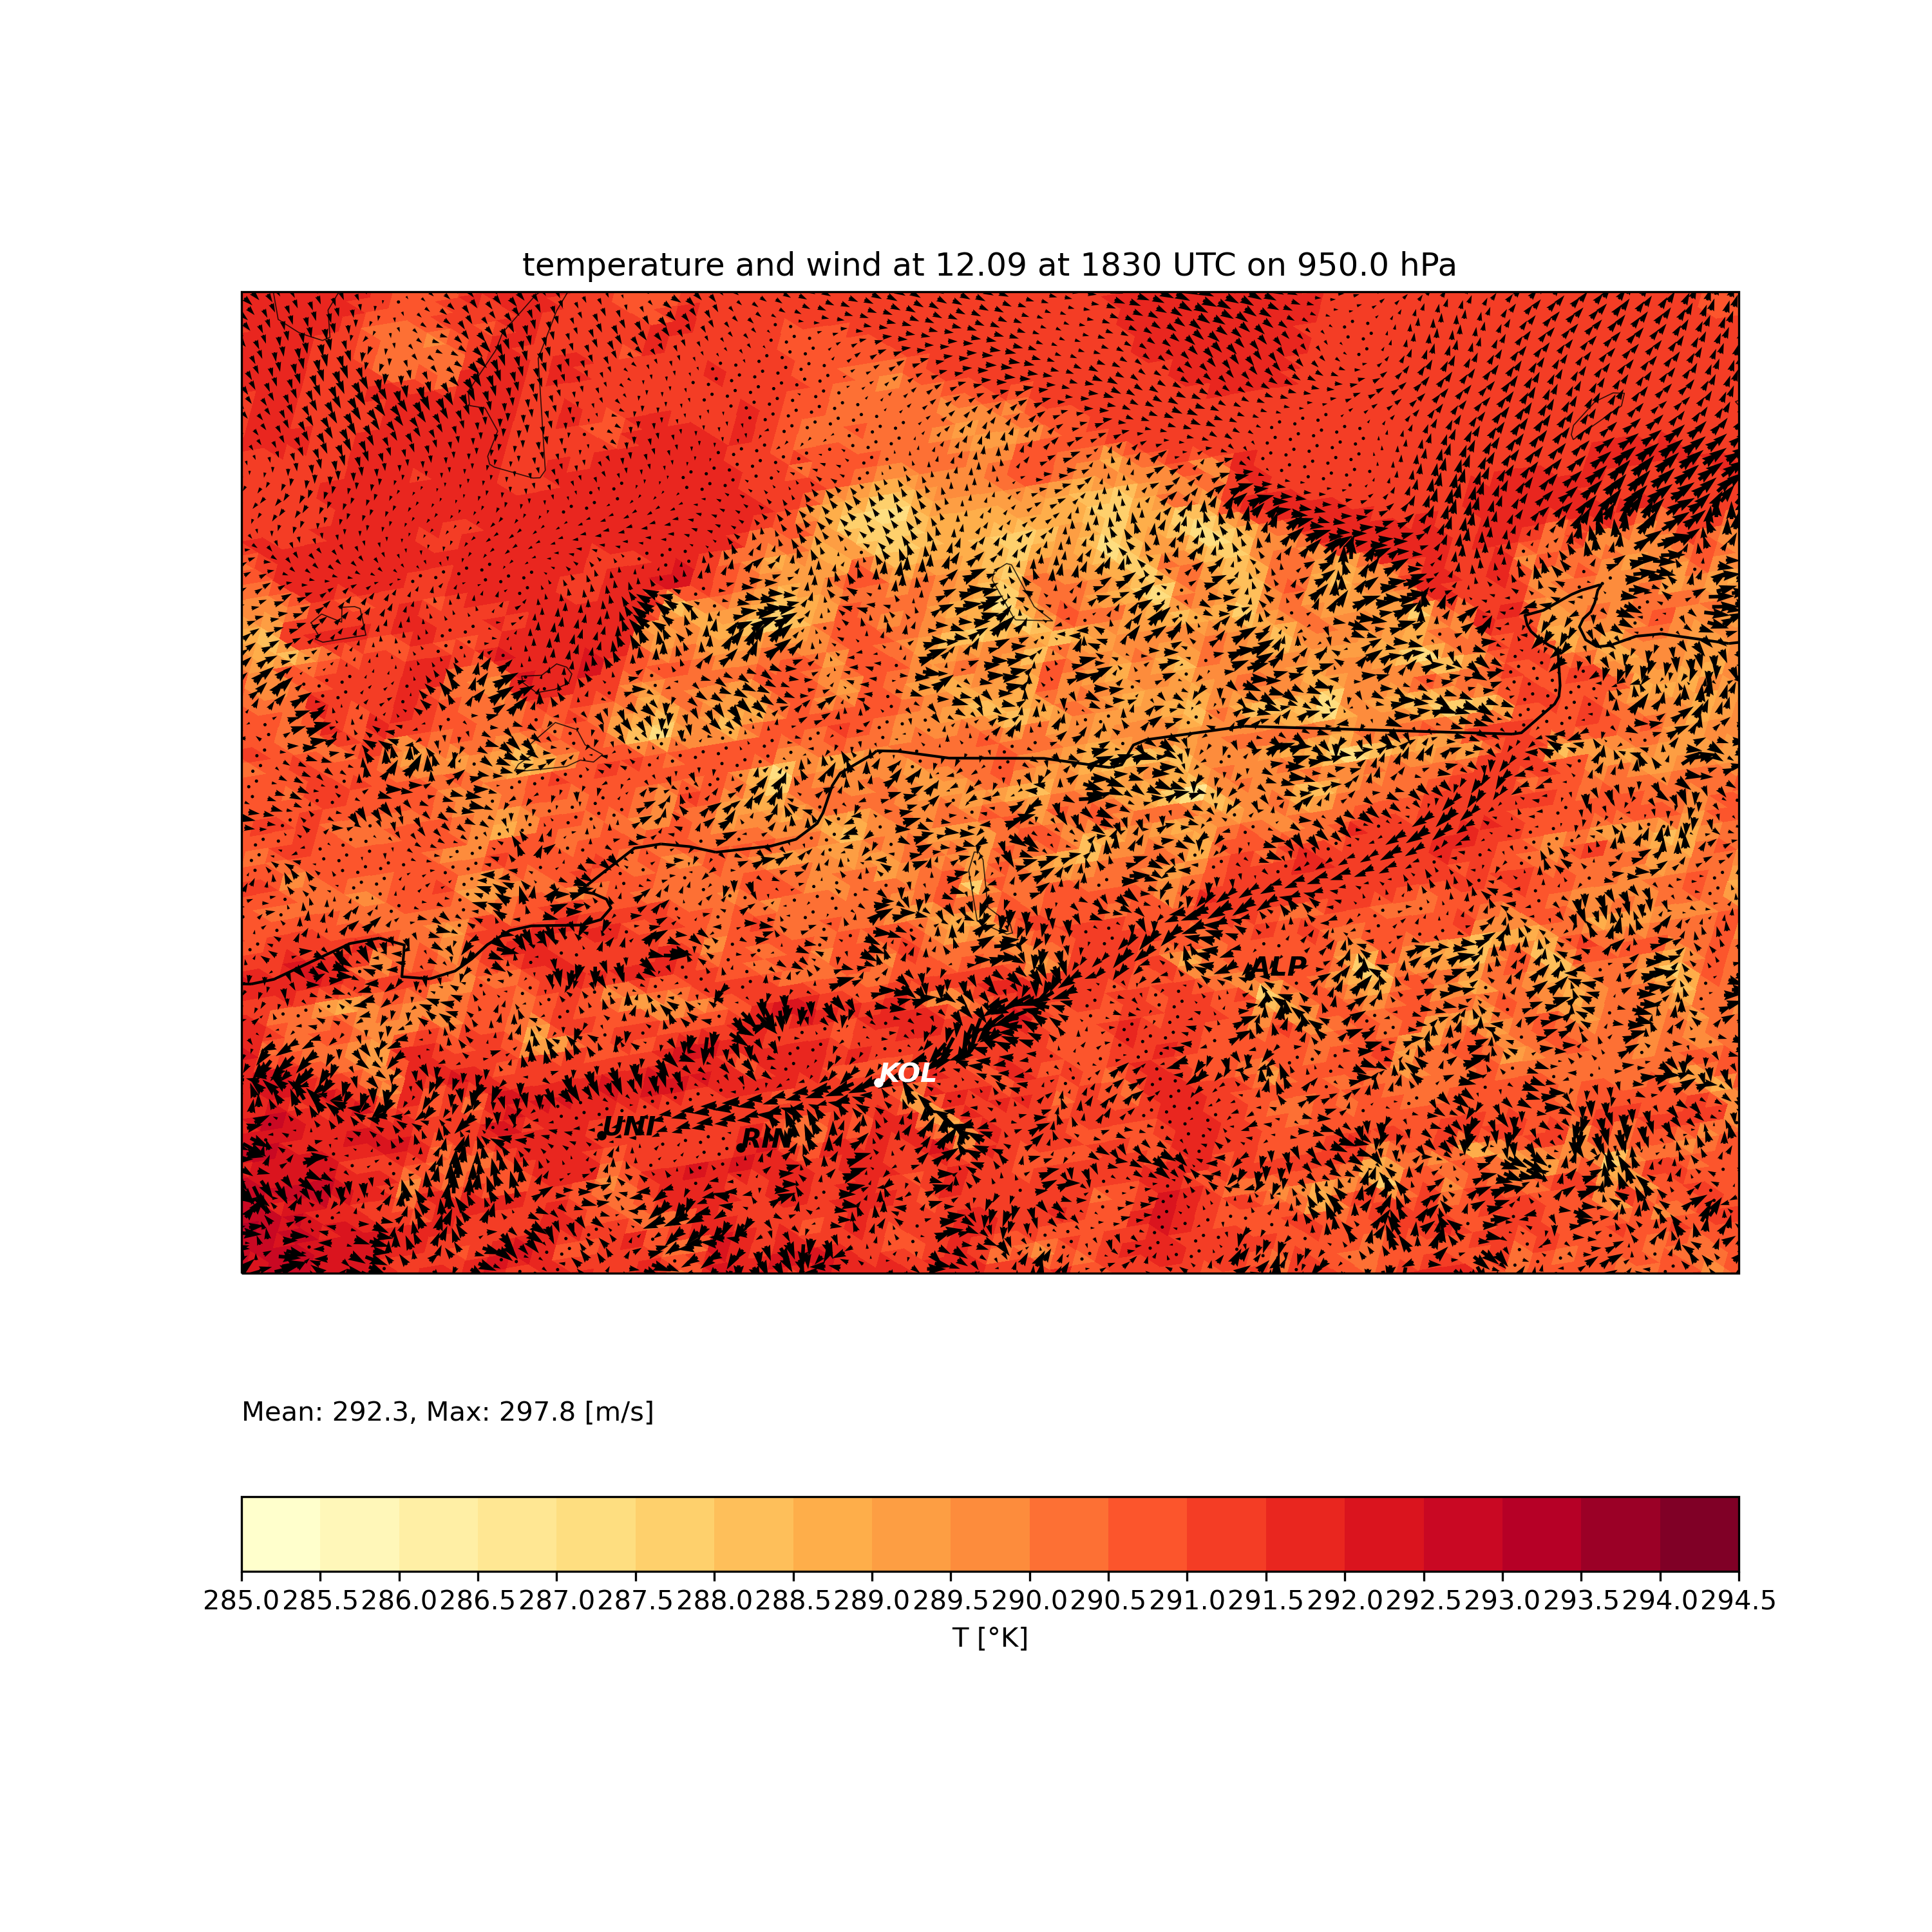 temperature and wind at 12.09 at 1830 UTC on 950.0 hPa
ALP
KOL
UNI
RIN
Mean: 292.3, Max: 297.8 [m/s]
285.0 285.5 286.0 286.5 287.0 287.5 288.0 288.5 289.0 289.5 290.0 290.5 291.0 291.5 292.0 292.5 293.0 293.5 294.0 294.5
T [°K]